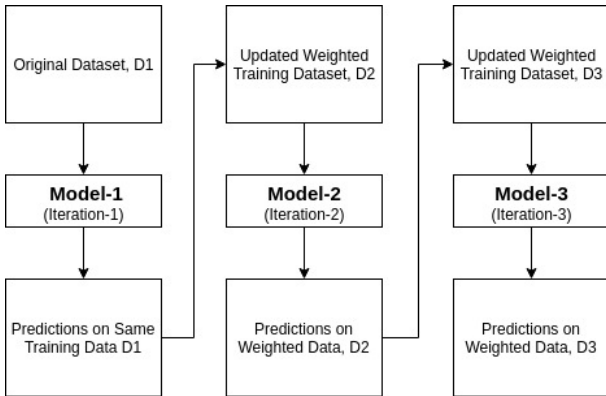 Original Dataset, D1
Model-1
(Iteration-1)
Predictions on Same
Training Data D1
Updated Weighted
Training Dataset, D2
Model-2
(Iteration-2)
Predictions on
Weighted Data, D2
Updated Weighted
Training Dataset, D3
Model-3
(Iteration-3)
Predictions on
Weighted Data, D3